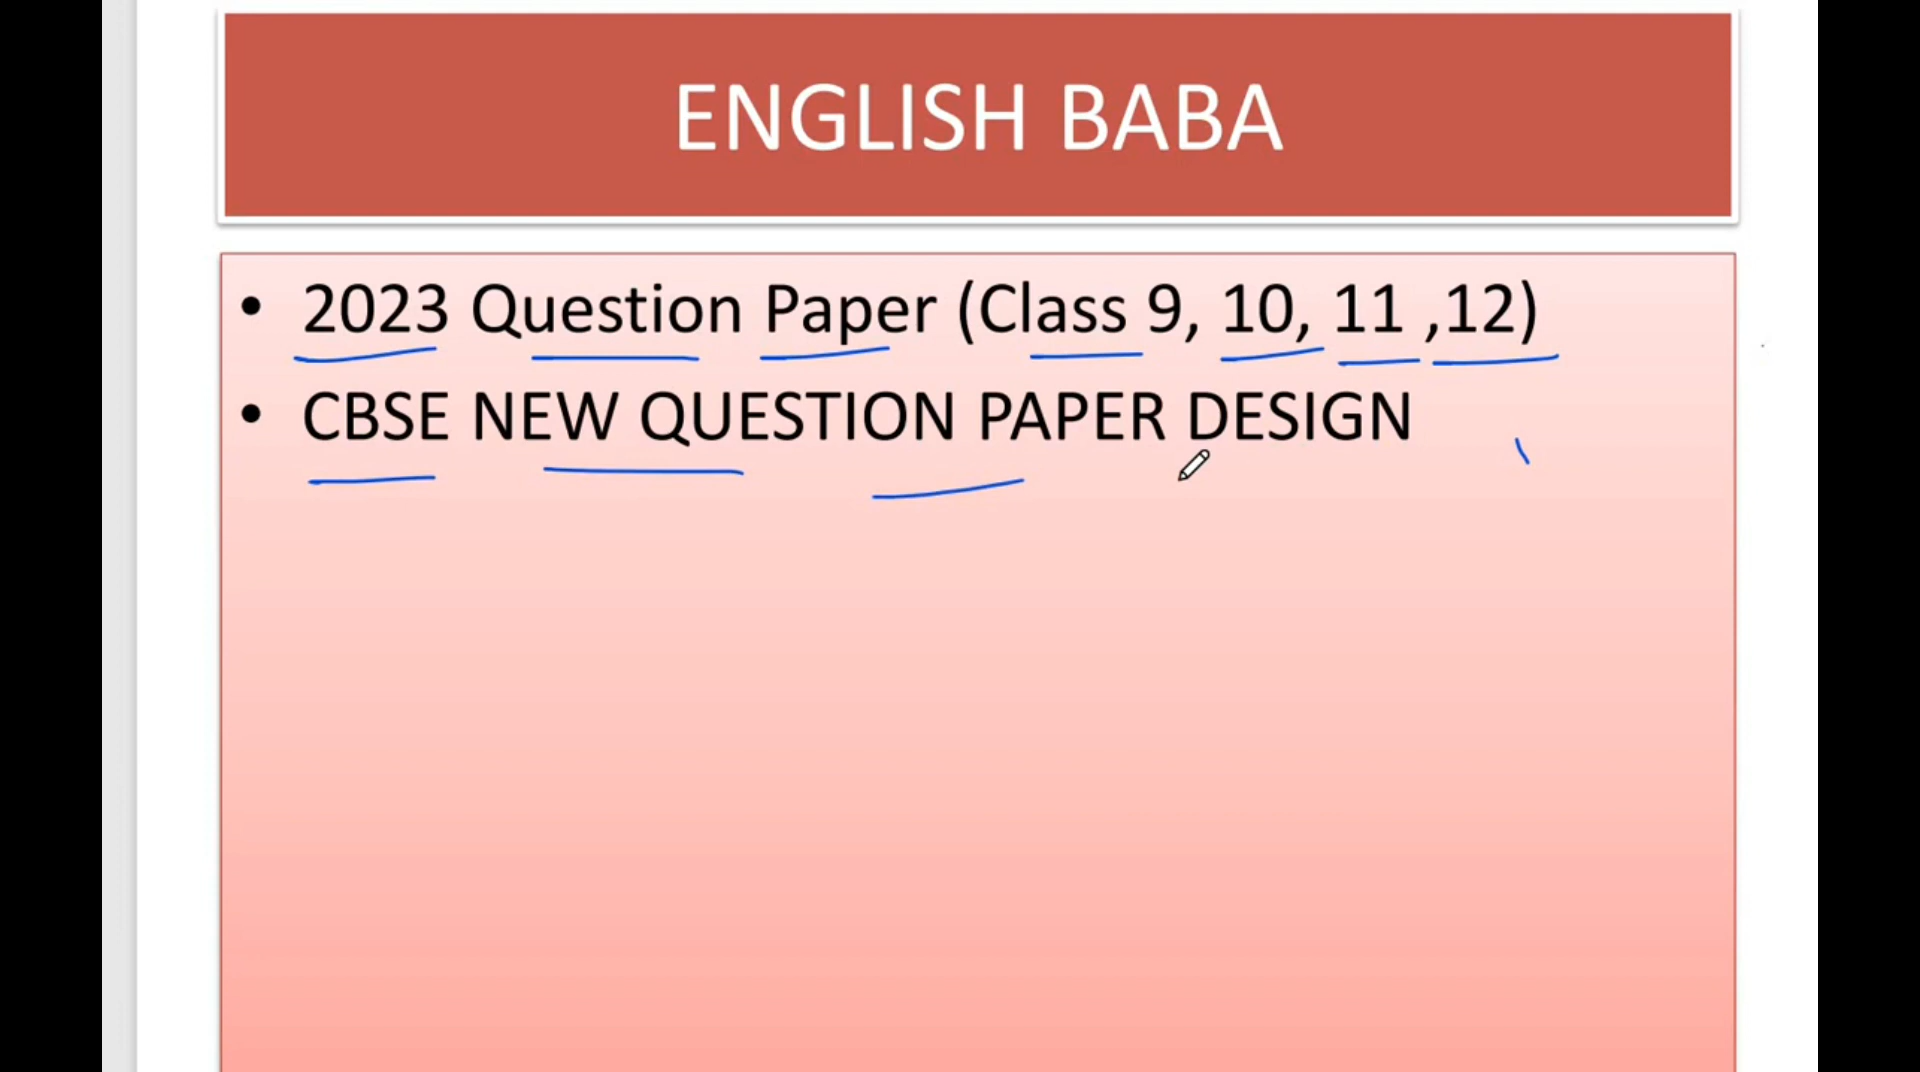 ENGLISH BABA
• 2023 Question Paper (Class 9, 10, 11 ,12)
• CBSE NEW QUESTION PAPER DESIGN